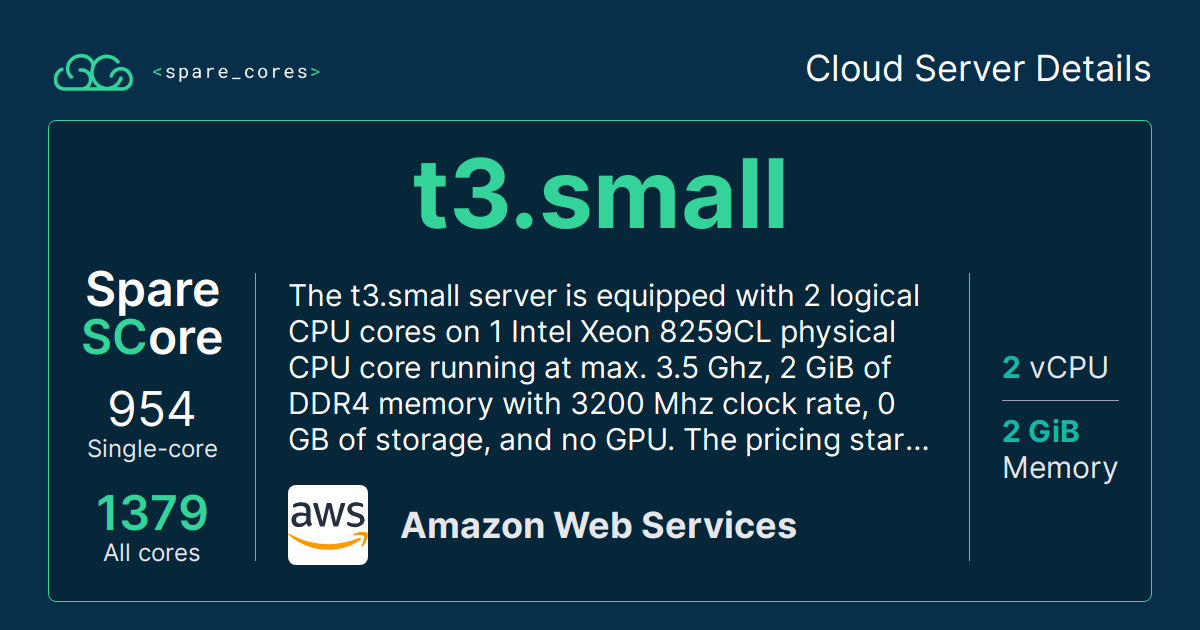 <spare_cores>
Cloud Server Details
t3.small
Spare
SCore
954
Single-core
1379
All cores
The t3.small server is equipped with 2 logical
CPU cores on 1 Intel Xeon 8259CL physical
CPU core running at max. 3.5 Ghz, 2 GiB of
DDR4 memory with 3200 Mhz clock rate, 0
GB of storage, and no GPU. The pricing star...
aws
Amazon Web Services
2 vCPU
2 GiB
Memory